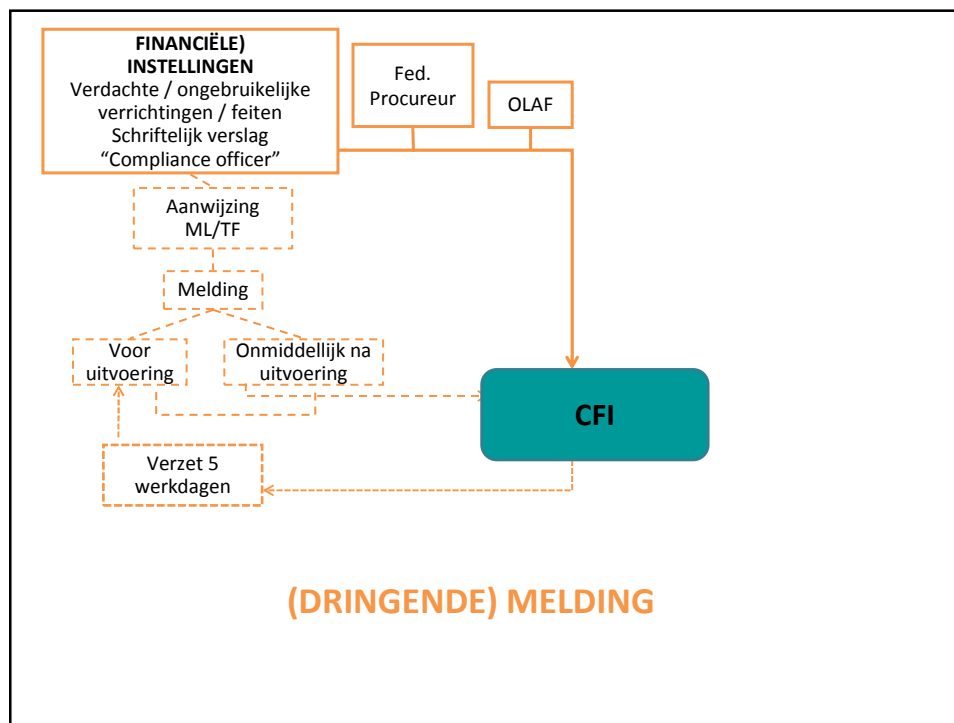 FINANCIËLE)
INSTELLINGEN
Verdachte / ongebruikelijke
verrichtingen / feiten
Schriftelijk verslag
“Compliance officer”
Fed.
Procureur
OLAF
Aanwijzing
ML/TF
Melding
Voor
uitvoering
Onmiddellijk na
uitvoering
CFI
Verzet 5
werkdagen
(DRINGENDE) MELDING